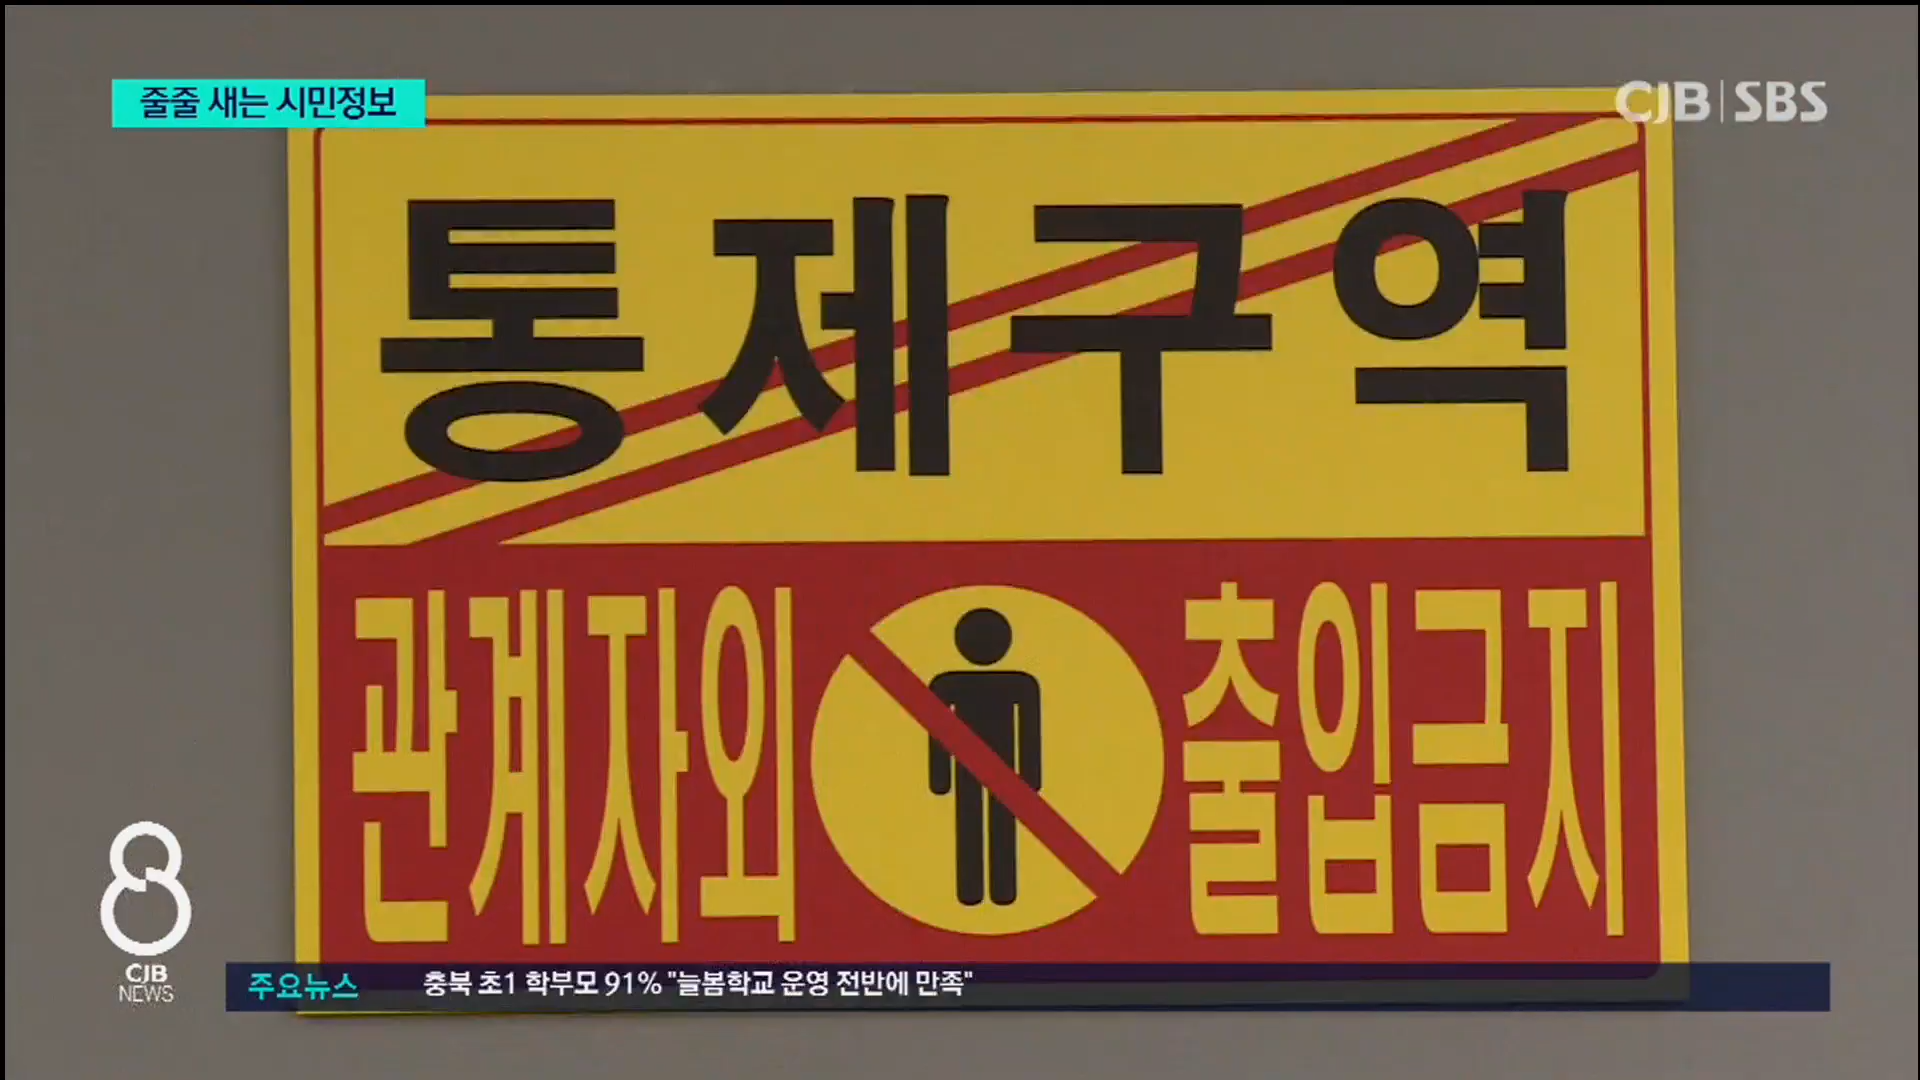 줄줄 새는 시민정보
CJB SBS
통제구역
관계자외 출입금지
8
CJB
NEWS
주요뉴스 충북 초1 학부모 91% "늘봄학교 운영 전반에 만족"